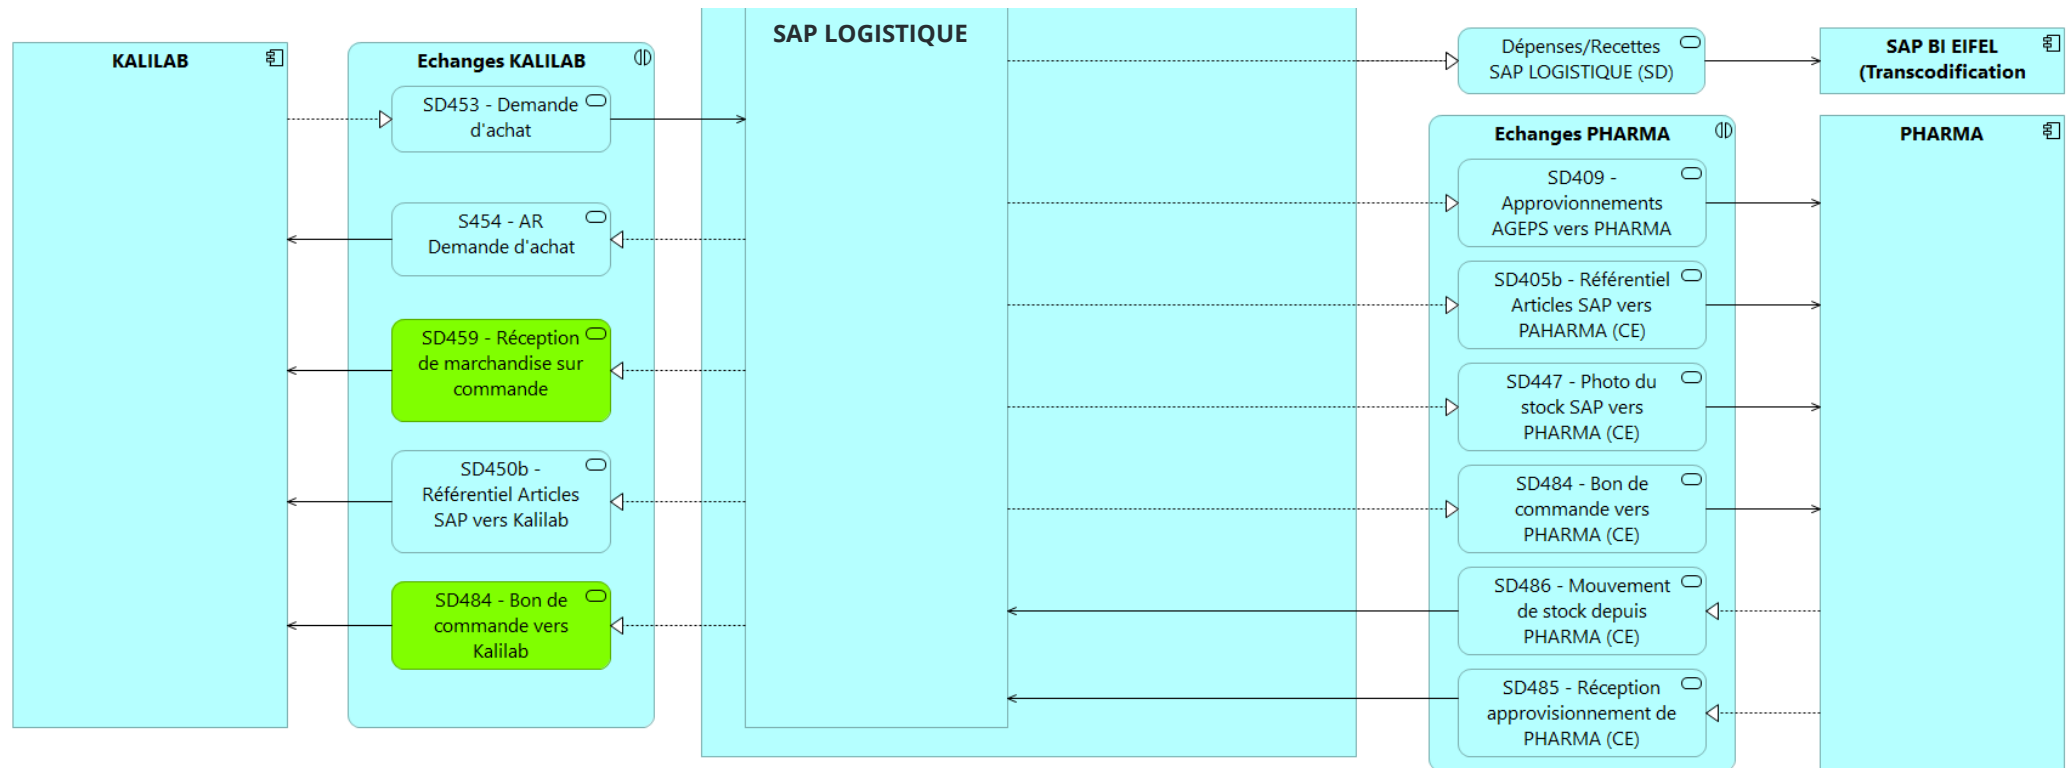 SAP LOGISTIQUE
KALILAB
Echanges KALILAB
SD453 - Demande
d'achat
S454 - AR
Demande d'achat
SD459 - Réception
de marchandise sur
commande
SD450b -
Référentiel Articles
SAP vers Kalilab
SD484 - Bon de
commande vers
Kalilab
Dépenses/Recettes
SAP LOGISTIQUE (SD)
SAP BI EIFEL
(Transcodification
Echanges PHARMA
SD409 -
Approvionnements
AGEPS vers PHARMA
SD405b - Référentiel
Articles SAP vers
PAHARMA (CE)
SD447 - Photo du
stock SAP vers
PHARMA (CE)
SD484 - Bon de
commande vers
PHARMA (CE)
SD486 - Mouvement
de stock depuis
PHARMA (CE)
SD485 - Réception
approvisionnement de
PHARMA (CE)
PHARMA